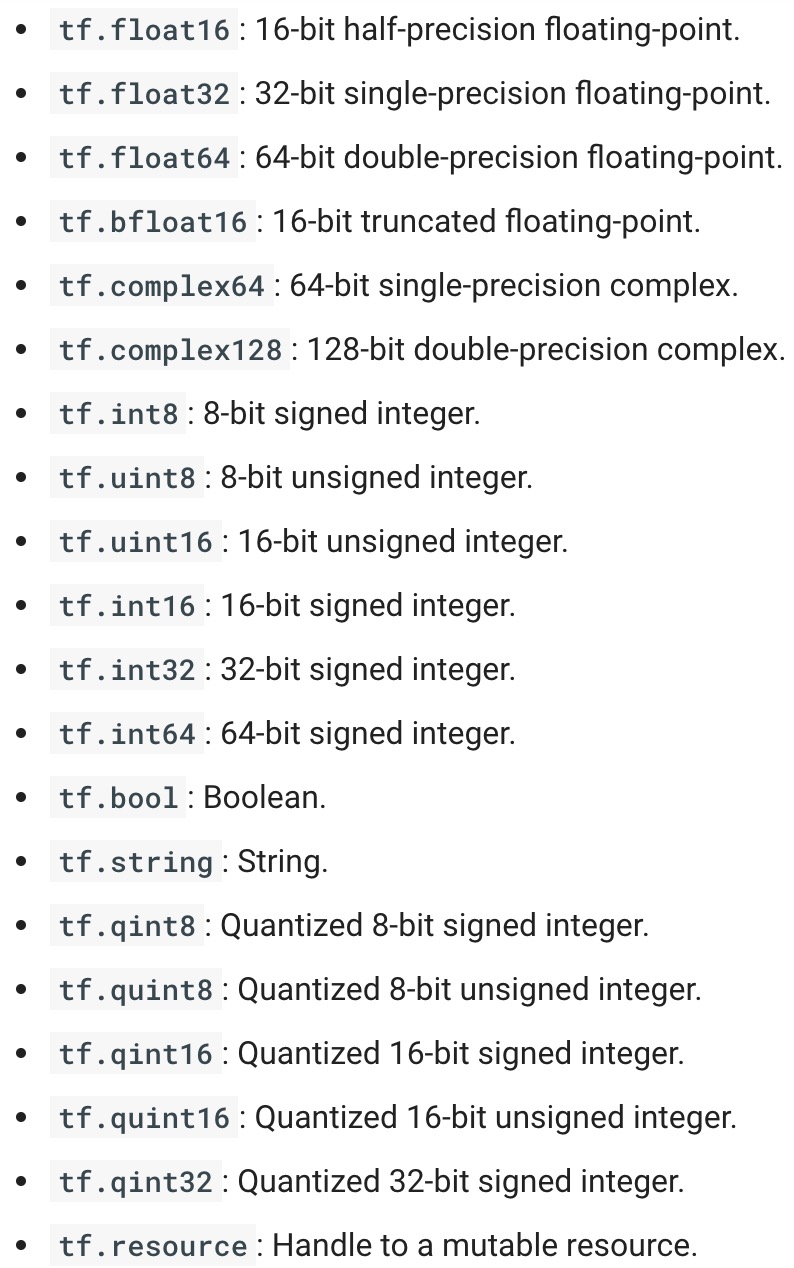 • tf.float16: 16-bit half-precision floating-point.
• tf.float32: 32-bit single-precision floating-point.
• tf.float64: 64-bit double-precision floating-point.
• tf.bfloat16: 16-bit truncated floating-point.
• tf.complex64: 64-bit single-precision complex.
• tf.complex128: 128-bit double-precision complex.
• tf.int8: 8-bit signed integer.
• tf.uint8: 8-bit unsigned integer.
• tf.uint16: 16-bit unsigned integer.
• tf.int16: 16-bit signed integer.
• tf.int32: 32-bit signed integer.
• tf.int64: 64-bit signed integer.
• tf.bool: Boolean.
• tf.string: String.
• tf.qint8: Quantized 8-bit signed integer.
• tf.quint8: Quantized 8-bit unsigned integer.
• tf.qint16: Quantized 16-bit signed integer.
• tf.quint16: Quantized 16-bit unsigned integer.
• tf.qint32: Quantized 32-bit signed integer.
• tf.resource: Handle to a mutable resource.